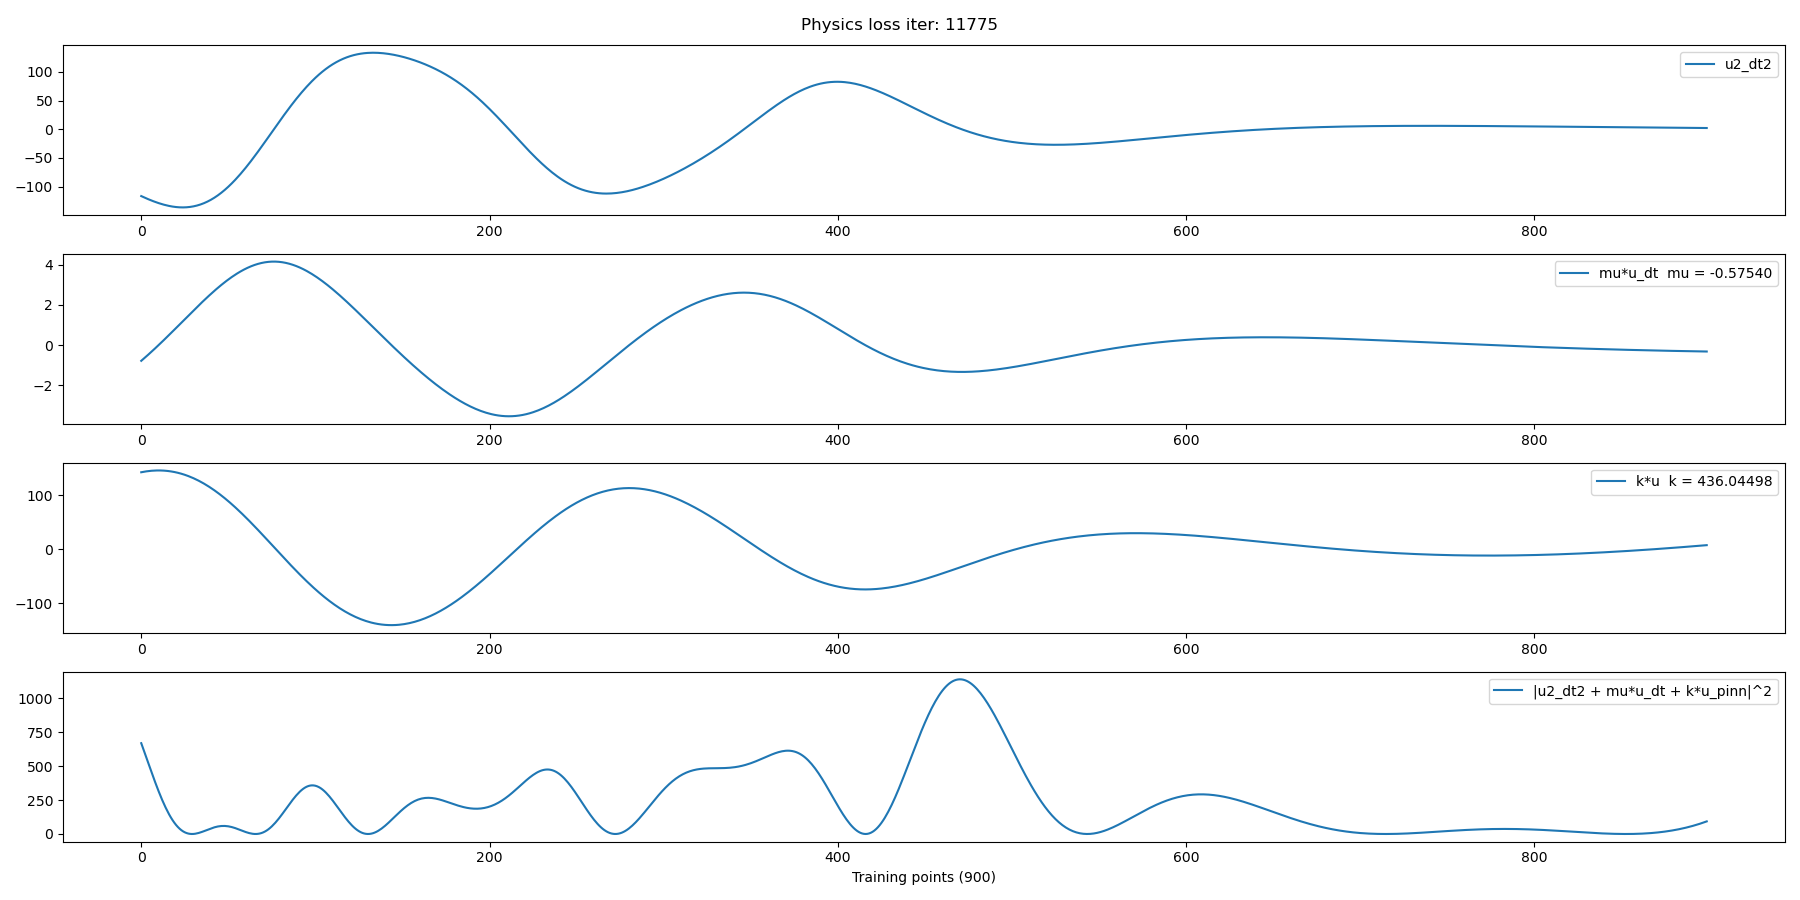 Physics loss iter: 11775
100
50
0
−50
−100
u2_dt2
0 200 400 600 800
4
2
0
−2
mu*u_dt mu = -0.57540
0 200 400 600 800
100
0
−100
k*u k = 436.04498
0 200 400 600 800
1000
750
500
250
0
|u2_dt2 + mu*u_dt + k*u_pinn|^2
0 200 400 600 800
Training points (900)